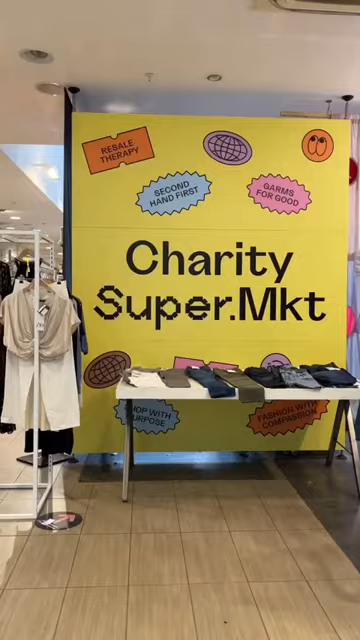 RESALE
THERAPY
SECOND
HAND FIRST
GARMS
FOR GOOD
Charity
Super.Mkt
SHOP WITH
PURPOSE
FASHION WITH
COMPASSION